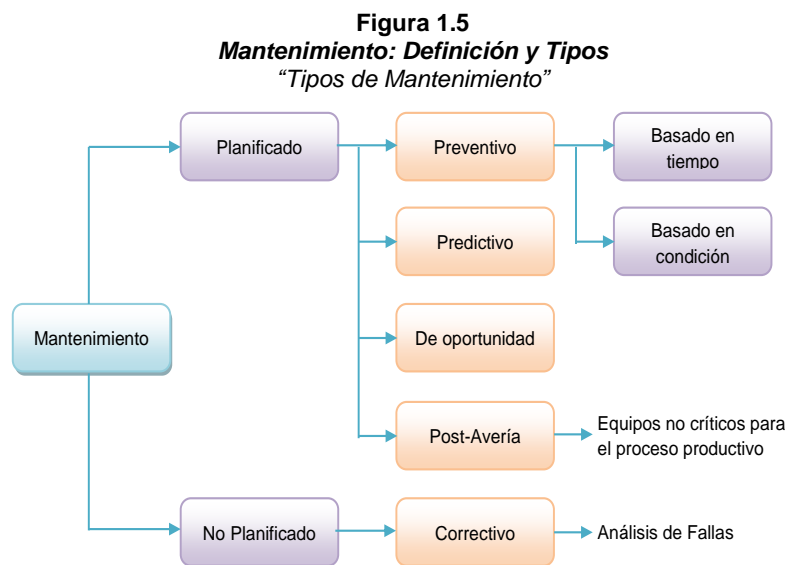 Figura 1.5
Mantenimiento: Definición y Tipos
“Tipos de Mantenimiento”
Planificado
Preventivo
Basado en
tiempo
Predictivo
Basado en
condición
Mantenimiento
De oportunidad
Post-Avería
Equipos no críticos para
el proceso productivo
No Planificado
Correctivo
Análisis de Fallas